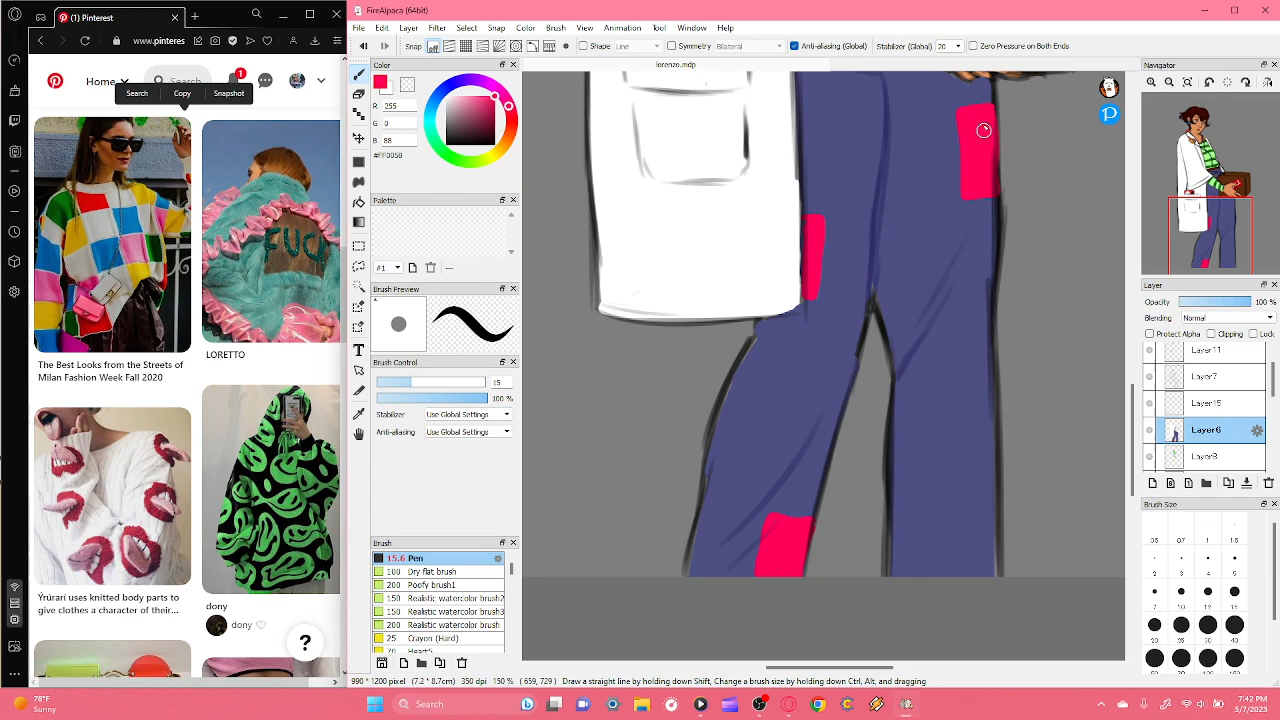 (1) Pinterest
FireAlpaca (64bit)
File Edit Layer Filter Select Snap Color View Tool Window Help
www.pinteres
Snap off Shape Line Symmetry Bilateral Anti-aliasing (Global) Stabilizer (Global) 20 Zero Pressure on Both Ends
lorenzo.mdp
Home Search 1
Search Copy Snapshot
The Best Looks from the Streets of
Milan Fashion Week Fall 2020
FUC
LORETTO
Ýrúrarí uses knitted body parts to
give clothes a character of their...
dony
dony
?
Color
R 255
G 0
B 88
#FF0058
Palette
#1 ---
Brush Preview
Brush Control
15
100 %
Stabilizer Use Global Settings
Anti-aliasing Use Global Settings
Brush
15.6 Pen
100 Dry flat brush
200 Poofy brush1
150 Realistic watercolor brush2
150 Realistic watercolor brush3
200 Realistic watercolor brush
25 Crayon (Hard)
Navigator
Layer
Opacity 100 %
Blending Normal
Protect Alpha Clipping Lock
Layer11
Layer7
Layer15
Layer6
Layer8
Brush Size
990 * 1200 pixel (7.2 * 8.7cm) 350 dpi 150 % ( 659, 729 ) Draw a straight line by holding down Shift, Change a brush size by holding down Ctrl, Alt, and dragging
78°F
Sunny
Search
7:42 PM
5/7/2023